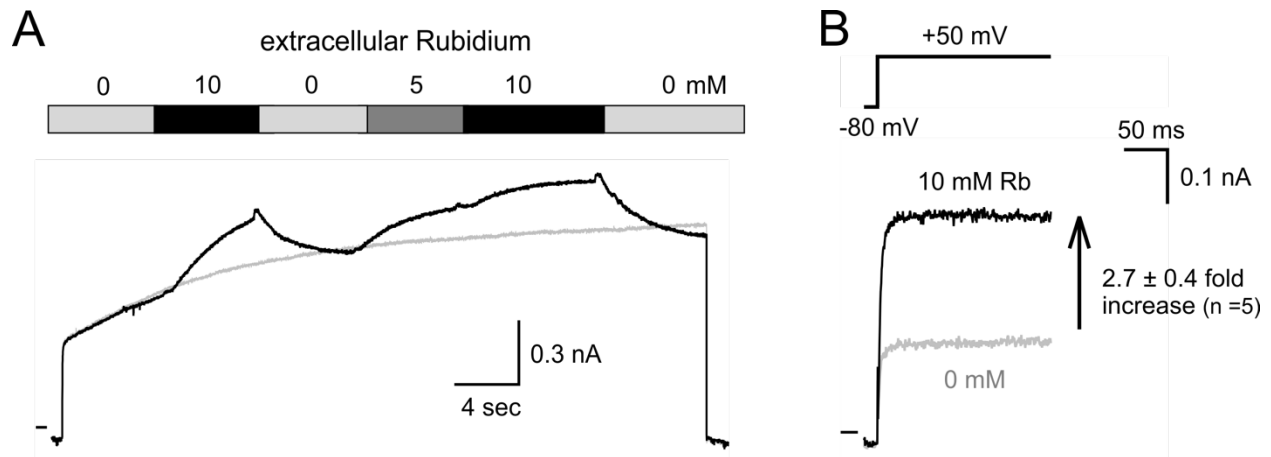 A
extracellular Rubidium
0 10 0 5 10 0 mM
0.3 nA
4 sec
B
+50 mV
-80 mV
50 ms
0.1 nA
10 mM Rb
2.7 ± 0.4 fold
increase (n =5)
0 mM